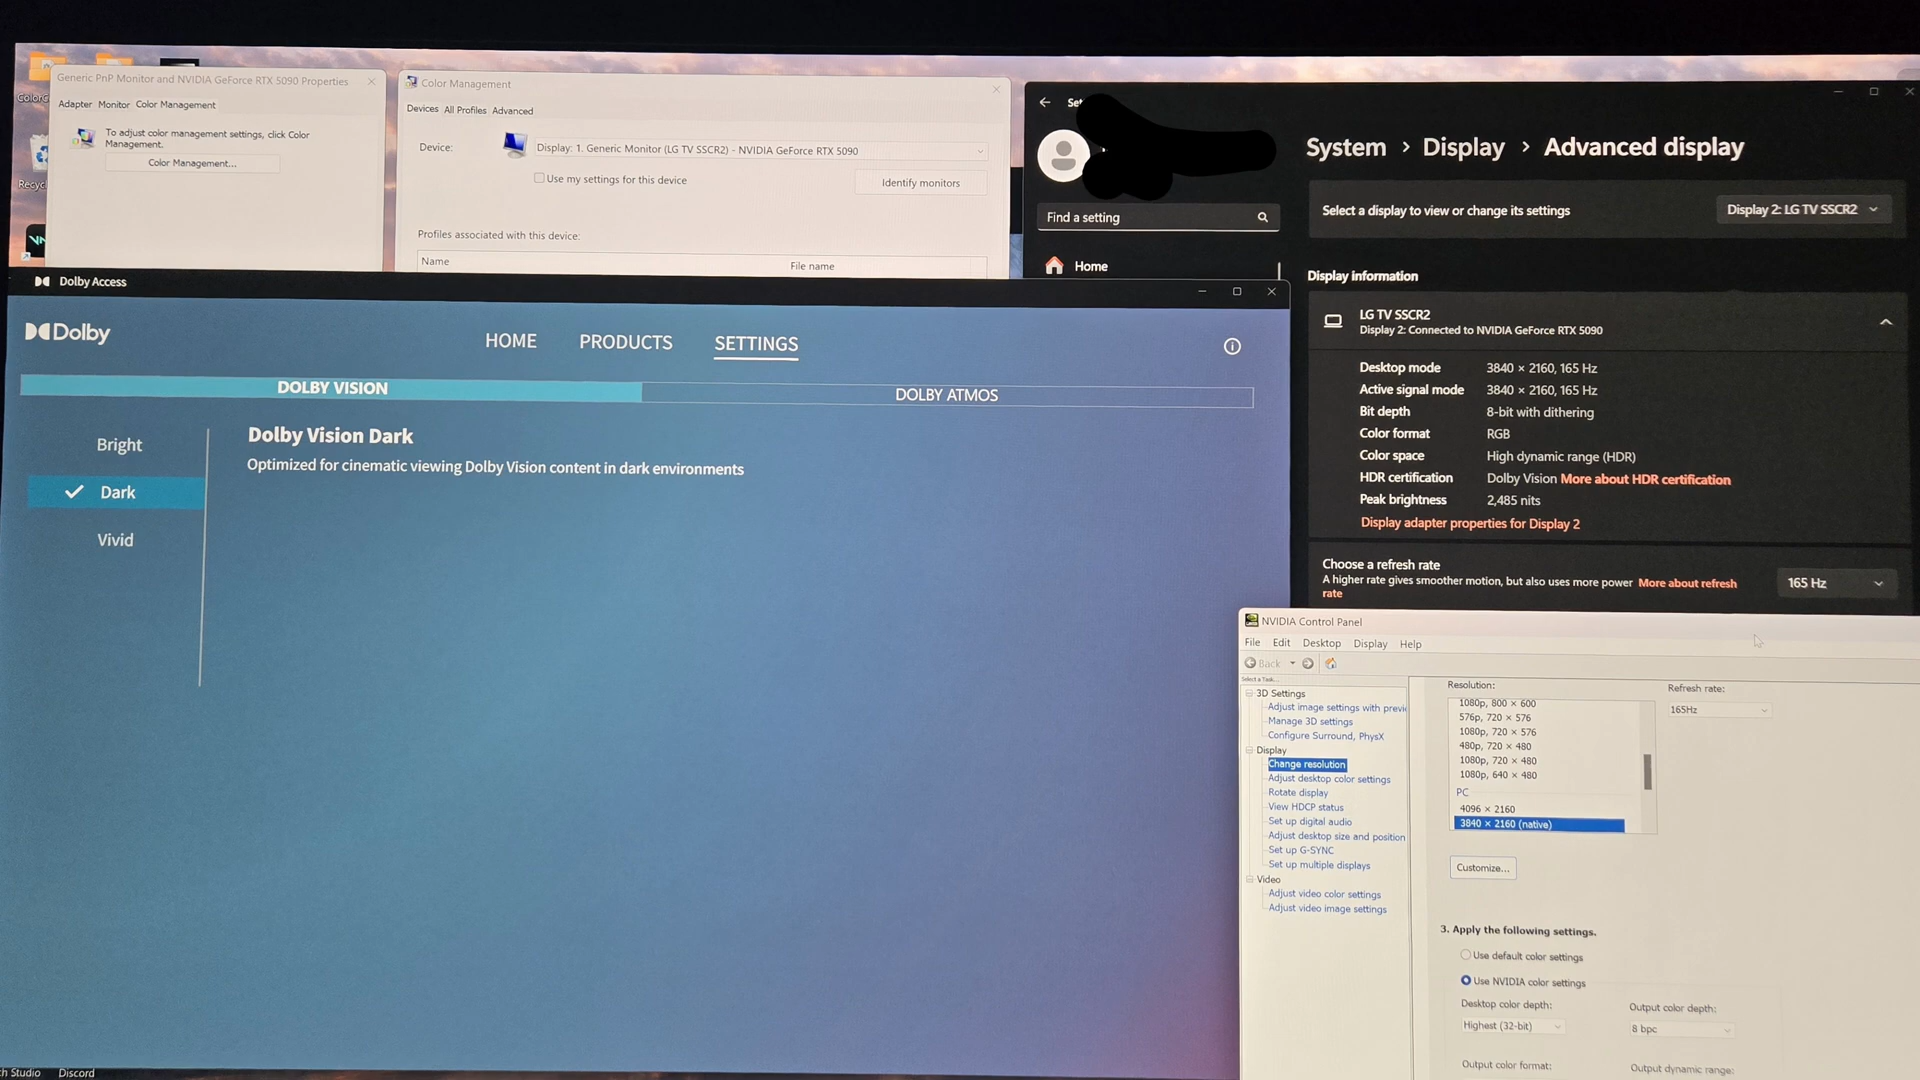 Generic PnP Monitor and NVIDIA GeForce RTX 5090 Properties
Adapter Monitor Color Management
To adjust color management settings, click Color
Management.
Color Management...
Recyc
Color Management
Devices All Profiles Advanced
Device:
Display: 1. Generic Monitor (LG TV SSCR2) - NVIDIA GeForce RTX 5090
Use my settings for this device
Identify monitors
Profiles associated with this device:
Name
File name
Find a setting
Home
System > Display > Advanced display
Select a display to view or change its settings
Display 2: LG TV SSCR2
Display information
LG TV SSCR2
Display 2: Connected to NVIDIA GeForce RTX 5090
Desktop mode 3840 × 2160, 165 Hz
Active signal mode 3840 × 2160, 165 Hz
Bit depth 8-bit with dithering
Color format RGB
Color space High dynamic range (HDR)
HDR certification Dolby Vision More about HDR certification
Peak brightness 2,485 nits
Display adapter properties for Display 2
Choose a refresh rate
A higher rate gives smoother motion, but also uses more power More about refresh
rate
165 Hz
Dolby Access
Dolby
HOME
PRODUCTS
SETTINGS
DOLBY VISION
DOLBY ATMOS
Bright
Dark
Vivid
Dolby Vision Dark
Optimized for cinematic viewing Dolby Vision content in dark environments
NVIDIA Control Panel
File Edit Desktop Display Help
Back
Select a Task...
3D Settings
Adjust image settings with previ
Manage 3D settings
Configure Surround, PhysX
Display
Change resolution
Adjust desktop color settings
Rotate display
View HDCP status
Set up digital audio
Adjust desktop size and position
Set up G-SYNC
Set up multiple displays
Video
Adjust video color settings
Adjust video image settings
Resolution:
1080p, 800 × 600
576p, 720 × 576
1080p, 720 × 576
480p, 720 × 480
1080p, 720 × 480
1080p, 640 × 480
PC
4096 × 2160
3840 × 2160 (native)
Refresh rate:
165Hz
Customize...
3. Apply the following settings.
Use default color settings
Use NVIDIA color settings
Desktop color depth:
Highest (32-bit)
Output color depth:
8 bpc
Output color format:
Output dynamic range:
ch Studio
Discord